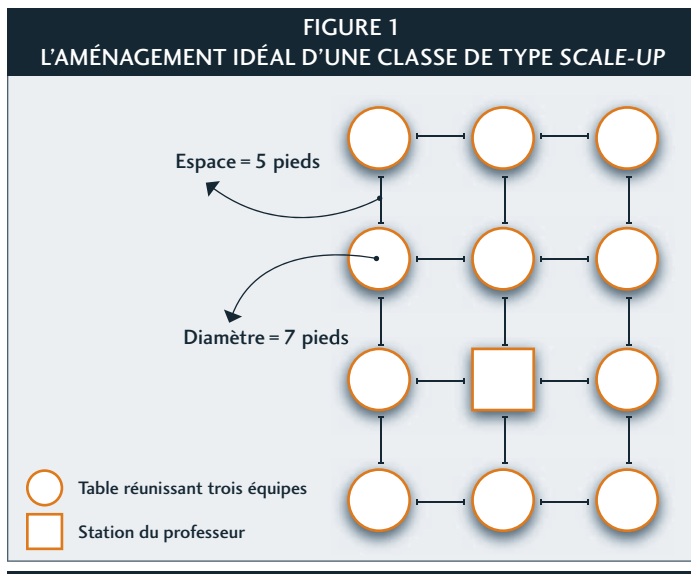 FIGURE 1
L'AMÉNAGEMENT IDÉAL D'UNE CLASSE DE TYPE SCALE-UP
Espace = 5 pieds
Diamètre = 7 pieds
Table réunissant trois équipes
Station du professeur